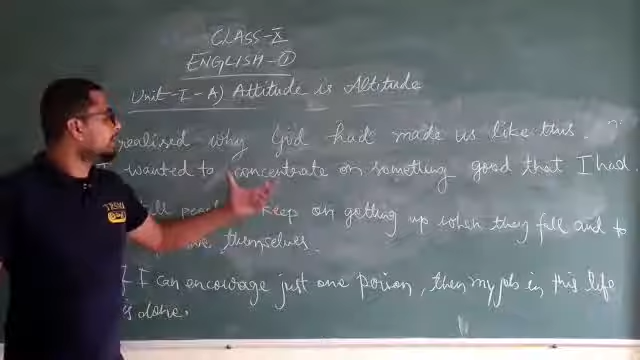 CLASS-X
ENGLISH-①
Unit-I-A) Attitude is Altitude
realised why God had made us like this.
wanted to concentrate on something good that I had.
keep on getting up when they fall and to
themselves.
I can encourage just one person, then my job in this life
is done.
TRSMA